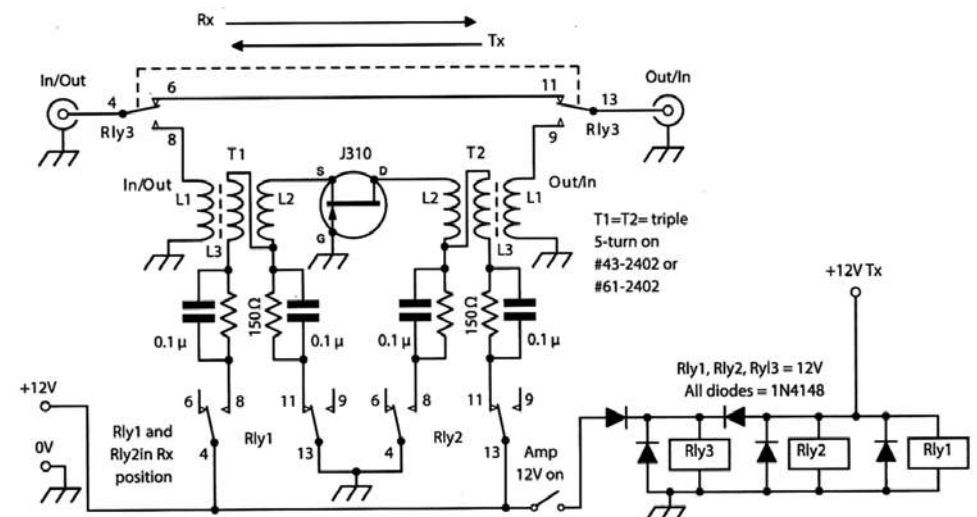 Rx
Tx
In/Out
Out/In
4
6
11
13
Rly3
8
9
Rly3
T1
J310
T2
In/Out
L1
L2
S
D
G
L2
L1
Out/In
L3
L3
T1=T2= triple
5-turn on
#43-2402 or
#61-2402
+12V Tx
0.1 µ
150Ω
0.1 µ
0.1 µ
150Ω
0.1 µ
Rly1, Rly2, Ryl3 = 12V
All diodes = 1N4148
+12V
0V
6
8
11
9
6
8
11
9
Rly1 and
Rly2in Rx
position
4
Rly1
13
4
Rly2
13
Amp
12V on
Rly3
Rly2
Rly1